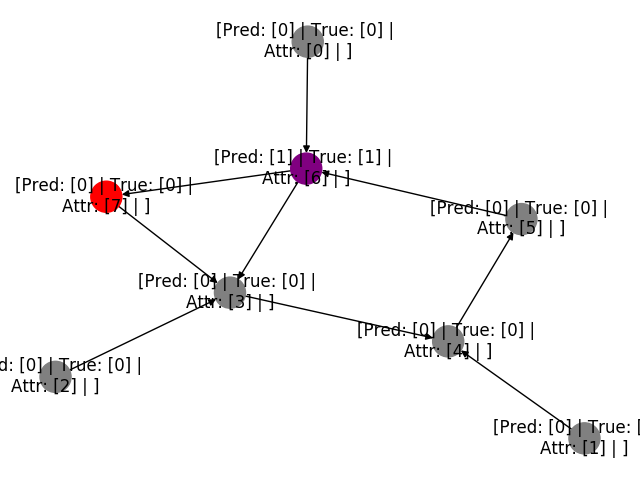 [Pred: [0] | True: [0] |
Attr: [0] | ]
[Pred: [1] | True: [1] |
Attr: [6] | ]
[Pred: [0] | True: [0] |
Attr: [7] | ]
[Pred: [0] | True: [0] |
Attr: [5] | ]
[Pred: [0] | True: [0] |
Attr: [3] | ]
[Pred: [0] | True: [0] |
Attr: [4] | ]
d: [0] | True: [0] |
Attr: [2] | ]
[Pred: [0] | True: [
Attr: [1] | ]